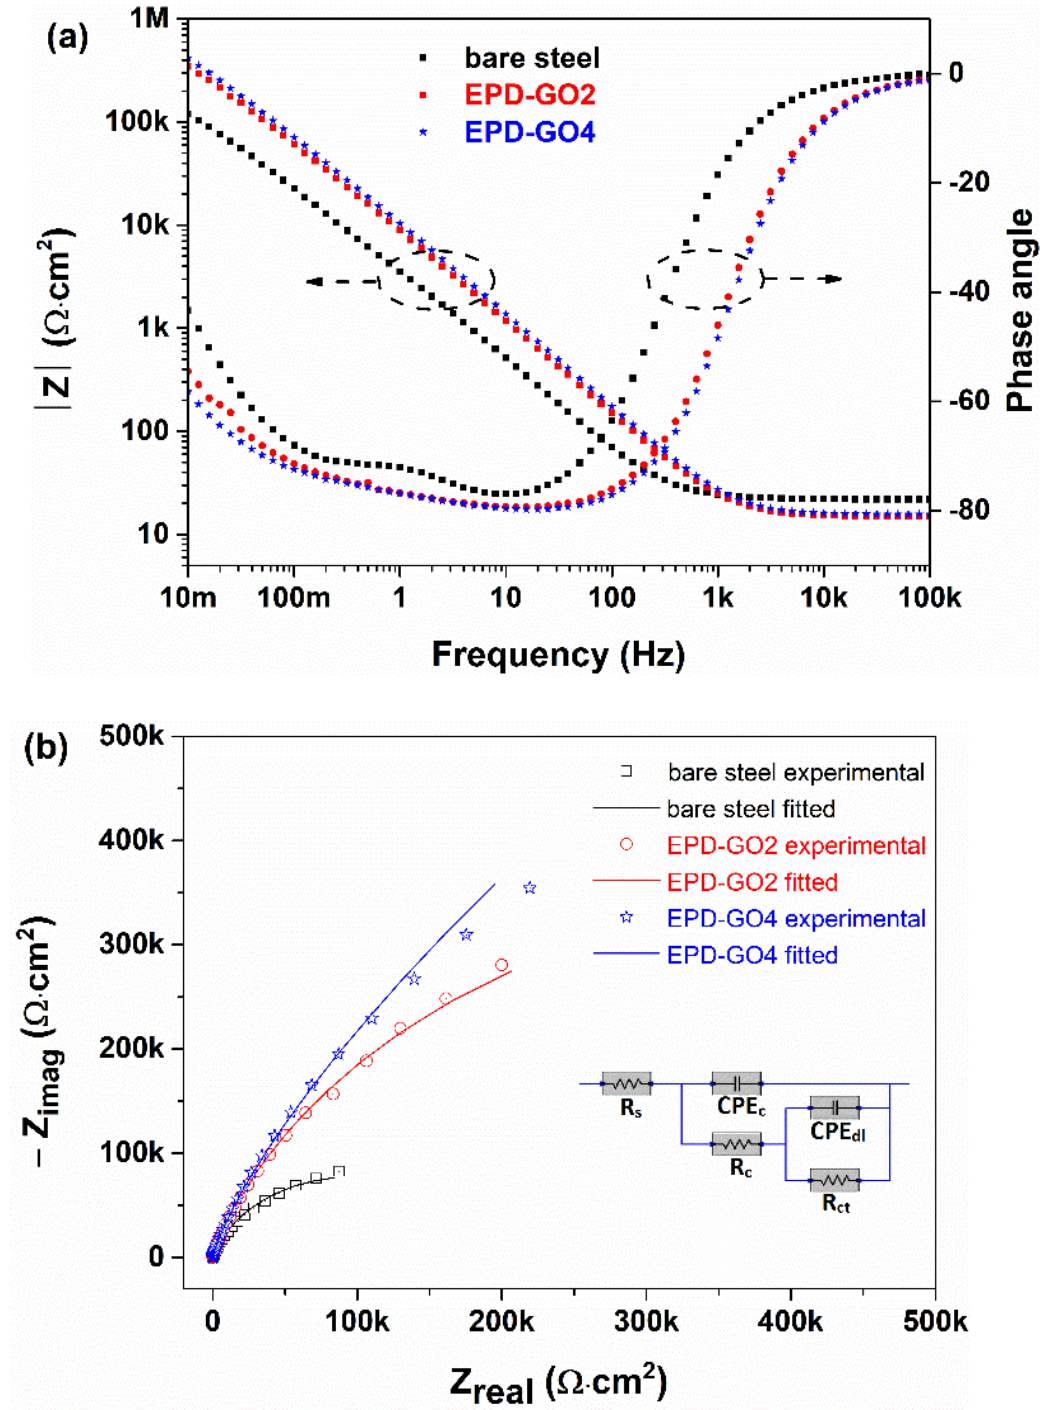 (a)
1M
100k
10k
1k
100
10
|Z| (Ω·cm²)
bare steel
EPD-GO2
EPD-GO4
0
-20
-40
-60
-80
Phase angle
10m 100m 1 10 100 1k 10k 100k
Frequency (Hz)
(b)
500k
400k
300k
200k
100k
0
− Zimag (Ω·cm²)
bare steel experimental
bare steel fitted
EPD-GO2 experimental
EPD-GO2 fitted
EPD-GO4 experimental
EPD-GO4 fitted
Rs
CPEc
Rc
CPEdl
Rct
0 100k 200k 300k 400k 500k
Zreal (Ω·cm²)